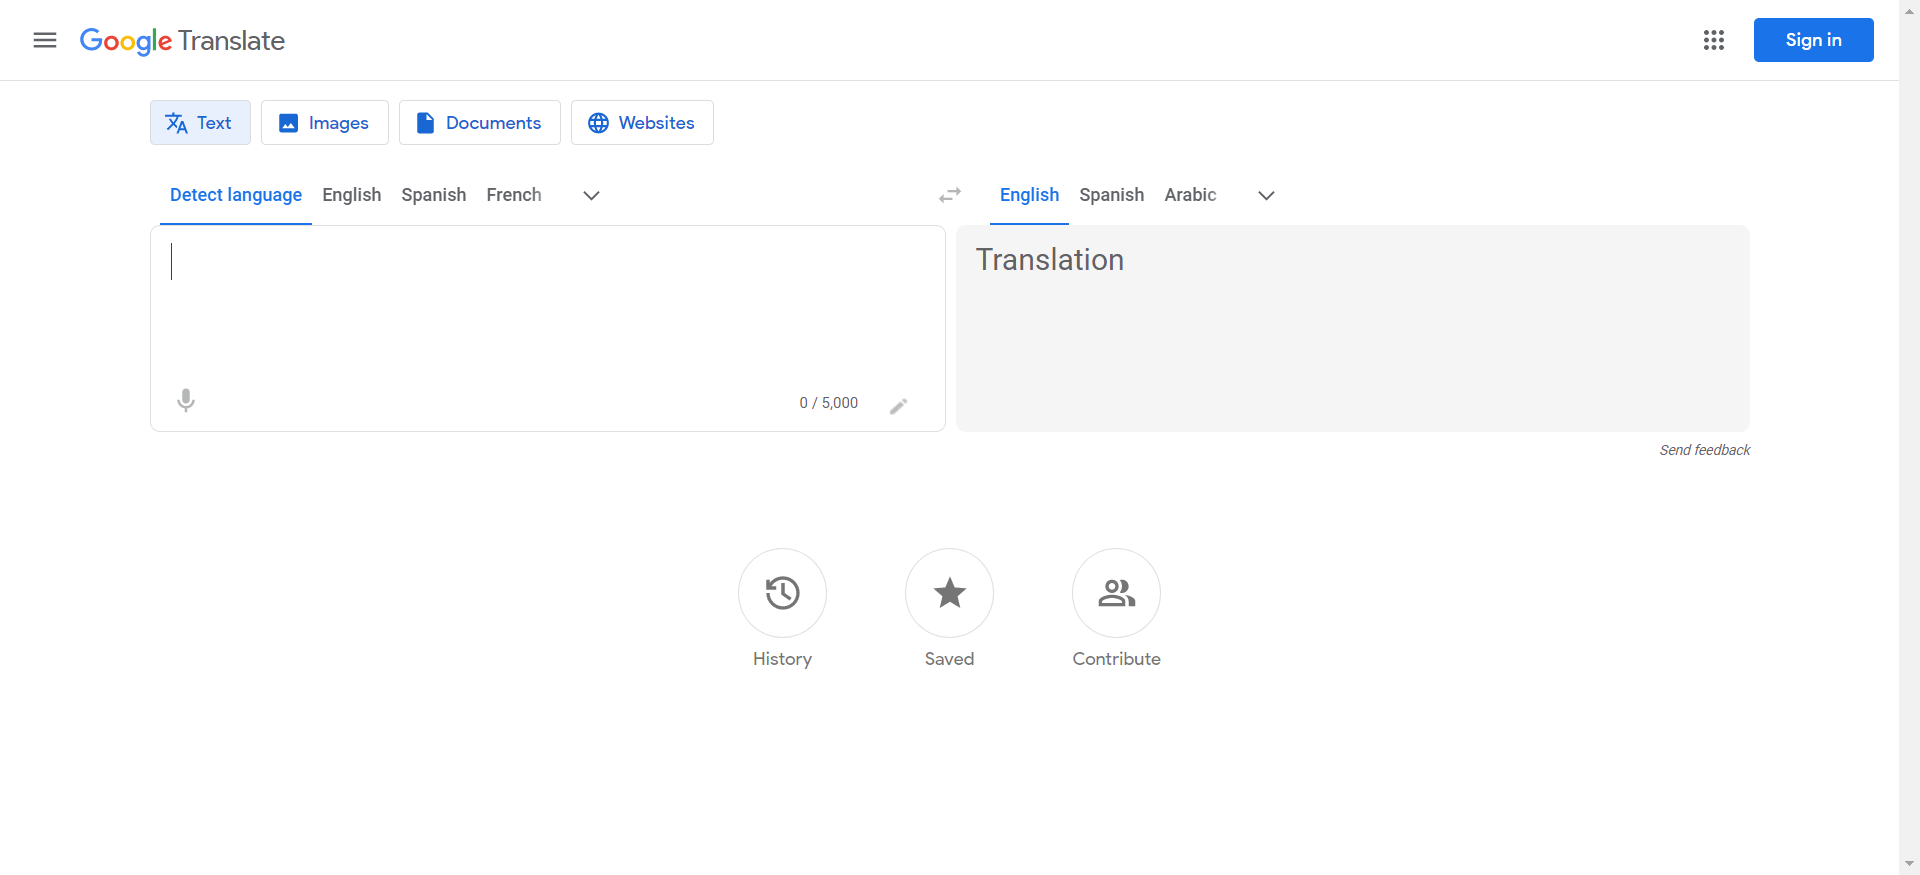 Google Translate
Sign in
Text
Images
Documents
Websites
Detect language
English
Spanish
French
English
Spanish
Arabic
Translation
0 / 5,000
Send feedback
History
Saved
Contribute